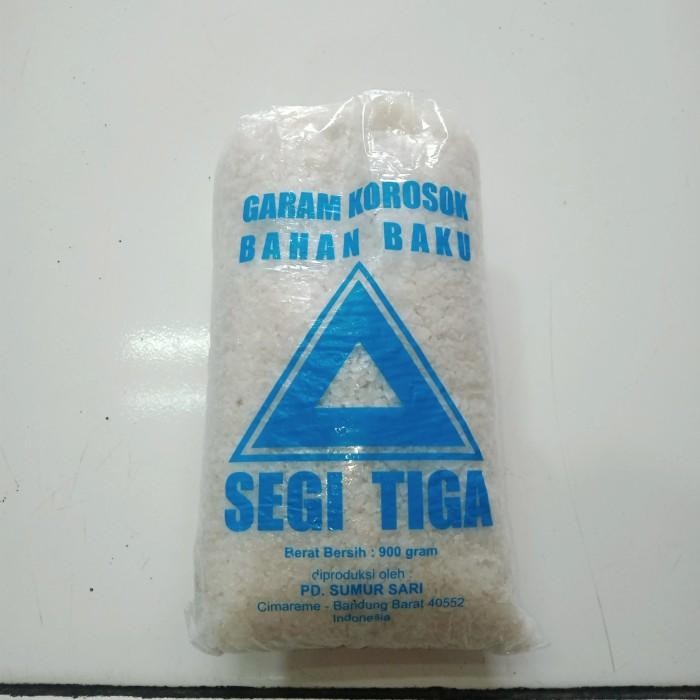 GARAM KOROSOK
BAHAN BAKU
SEGI TIGA
Berat Bersih : 900 gram
diproduksi oleh :
PD. SUMUR SARI
Cimareme - Bandung Barat 40552
Indonesia